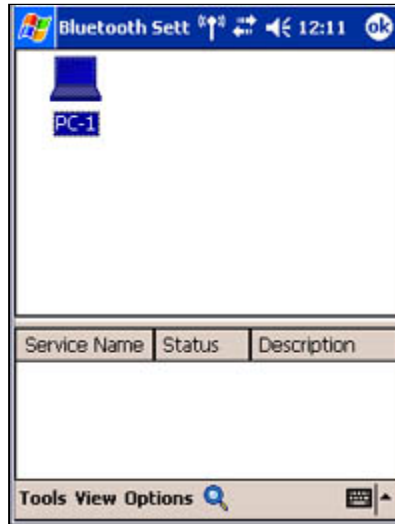 Bluetooth Sett 12:11 ok
PC-1
Service Name Status Description
Tools View Options